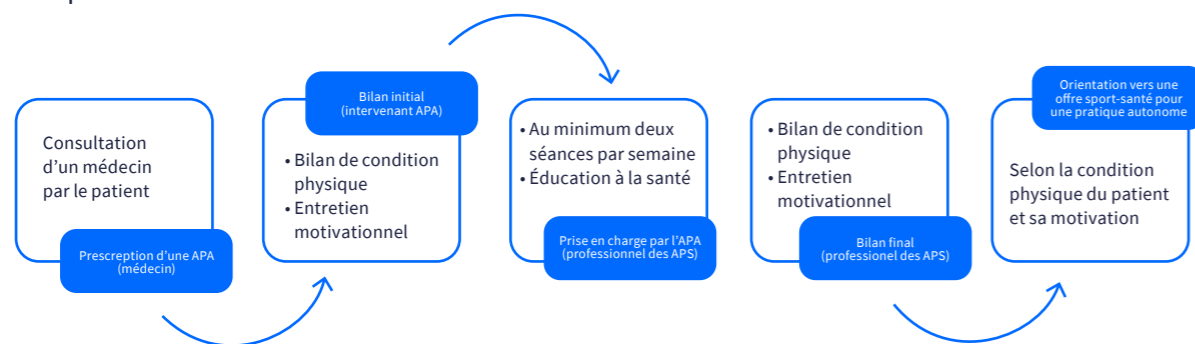 Consultation
d’un médecin
par le patient
Prescreption d’une APA
(médecin)
Bilan initial
(intervenant APA)
• Bilan de condition
physique
• Entretien
motivationnel
• Au minimum deux
séances par semaine
• Éducation à la santé
Prise en charge par l’APA
(professionnel des APS)
• Bilan de condition
physique
• Entretien
motivationnel
Bilan final
(professionel des APS)
Orientation vers une
offre sport-santé pour
une pratique autonome
Selon la condition
physique du patient
et sa motivation